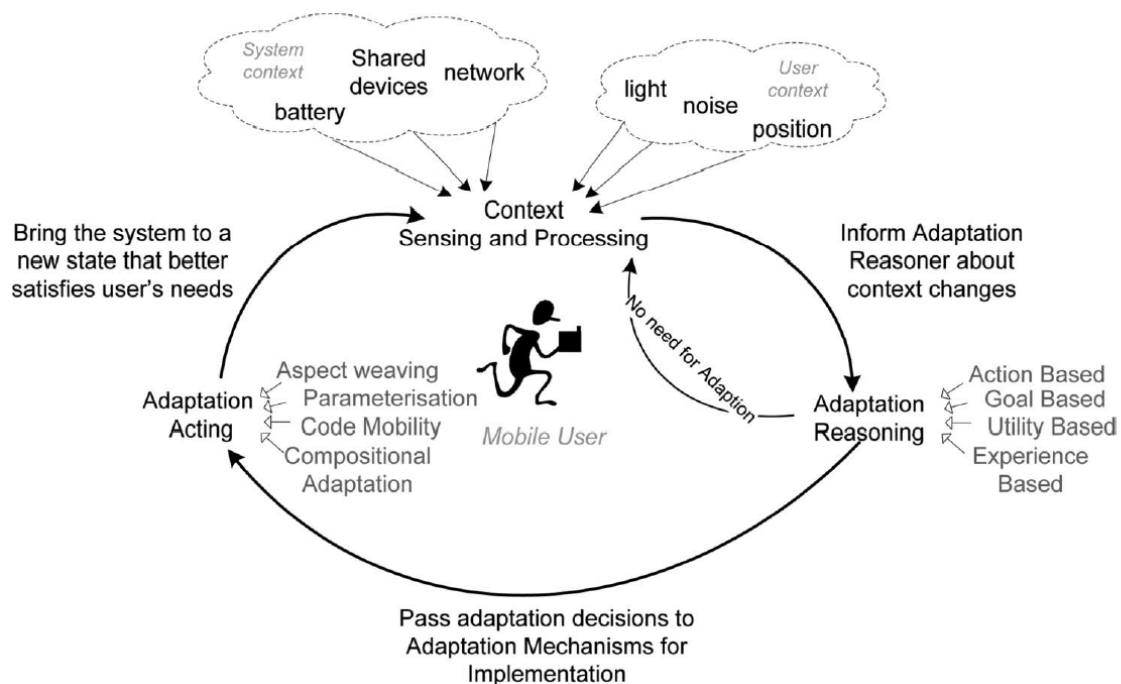 System
context
Shared
devices
network
battery
light
noise
User
context
position
Context
Sensing and Processing
Bring the system to a
new state that better
satisfies user's needs
Inform Adaptation
Reasoner about
context changes
No need for Adaption
Aspect weaving
Parameterisation
Code Mobility
Compositional
Adaptation
Adaptation
Acting
Mobile User
Adaptation
Reasoning
Action Based
Goal Based
Utility Based
Experience
Based
Pass adaptation decisions to
Adaptation Mechanisms for
Implementation